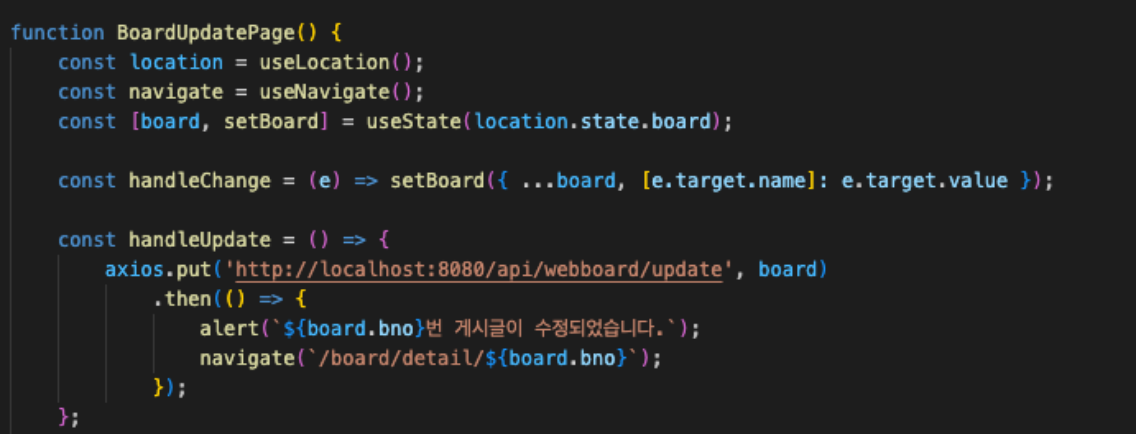 function BoardUpdatePage() {
    const location = useLocation();
    const navigate = useNavigate();
    const [board, setBoard] = useState(location.state.board);

    const handleChange = (e) => setBoard({ ...board, [e.target.name]: e.target.value });

    const handleUpdate = () => {
        axios.put('http://localhost:8080/api/webboard/update', board)
            .then(() => {
                alert(`${board.bno}번 게시글이 수정되었습니다.`);
                navigate(`/board/detail/${board.bno}`);
            });
    };